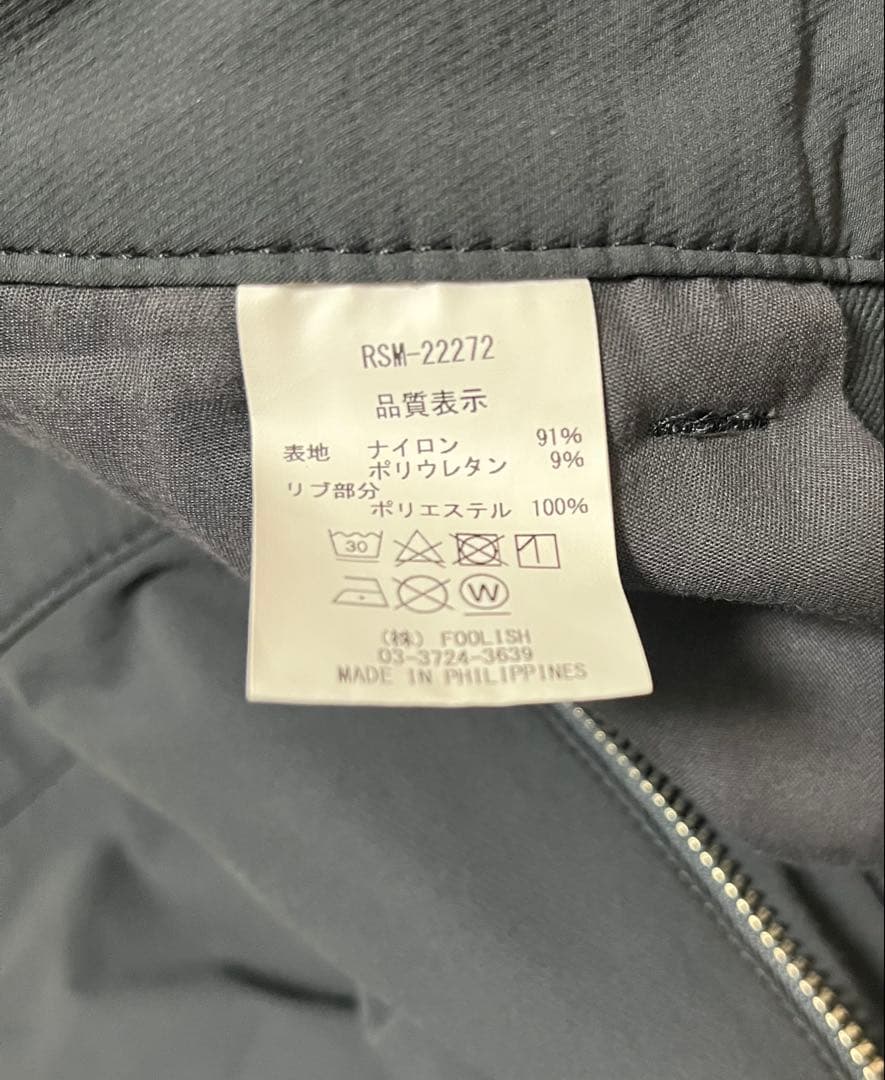 RSM-22272
品質表示
表地 ナイロン 91%
ポリウレタン 9%
リブ部分
ポリエステル 100%
30
W
(株) FOOLISH
03-3724-3639
MADE IN PHILIPPINES